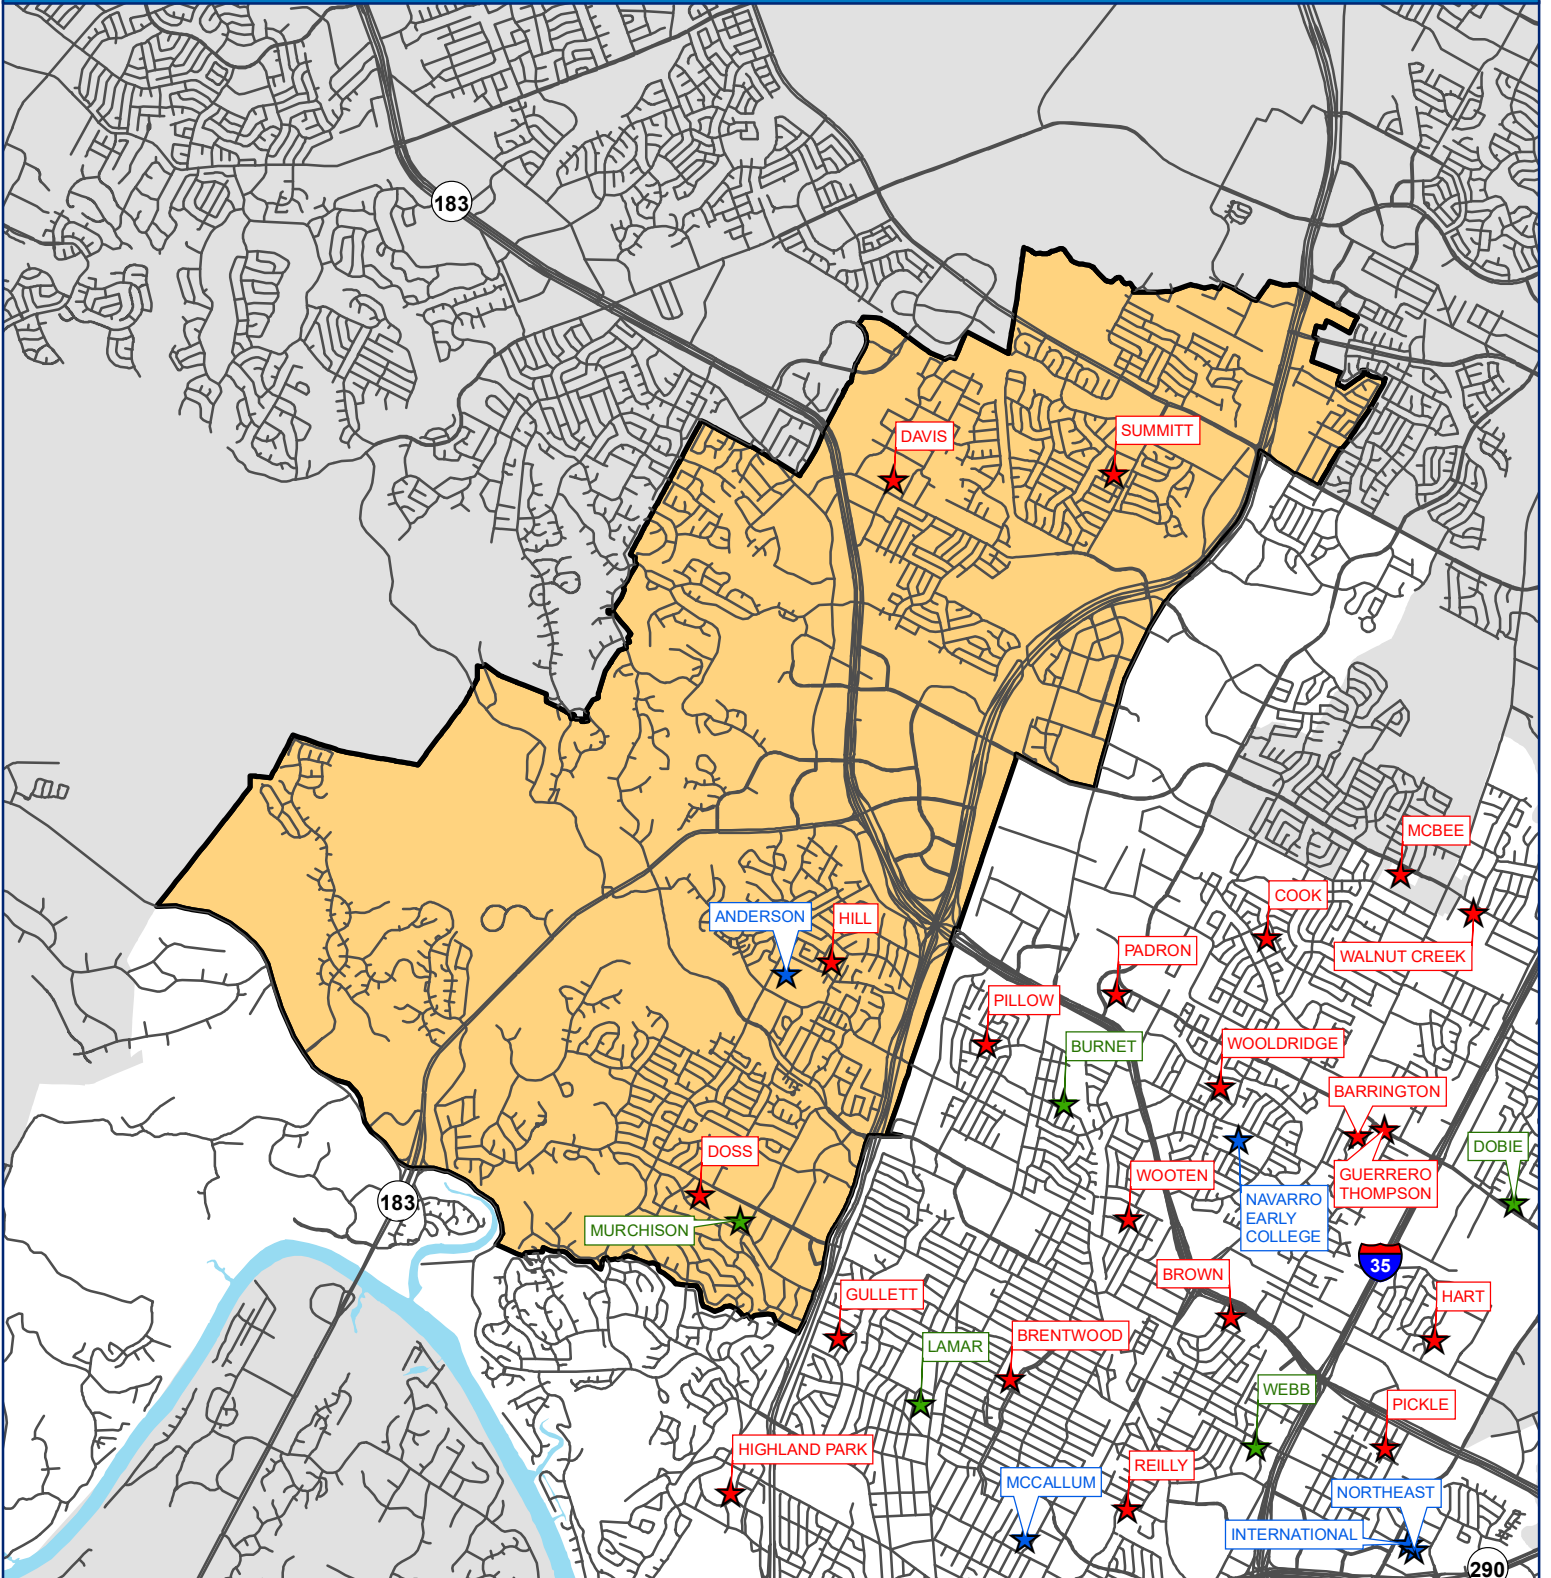 183
DAVIS
SUMMITT
MCBEE
COOK
ANDERSON
HILL
PADRON
WALNUT CREEK
PILLOW
BURNET
WOOLDRIDGE
BARRINGTON
DOSS
DOBIE
WOOTEN
GUERRERO
THOMPSON
183
MURCHISON
NAVARRO
EARLY
COLLEGE
35
BROWN
GULLETT
HART
LAMAR
BRENTWOOD
WEBB
PICKLE
HIGHLAND PARK
REILLY
MCCALLUM
NORTHEAST
INTERNATIONAL
290